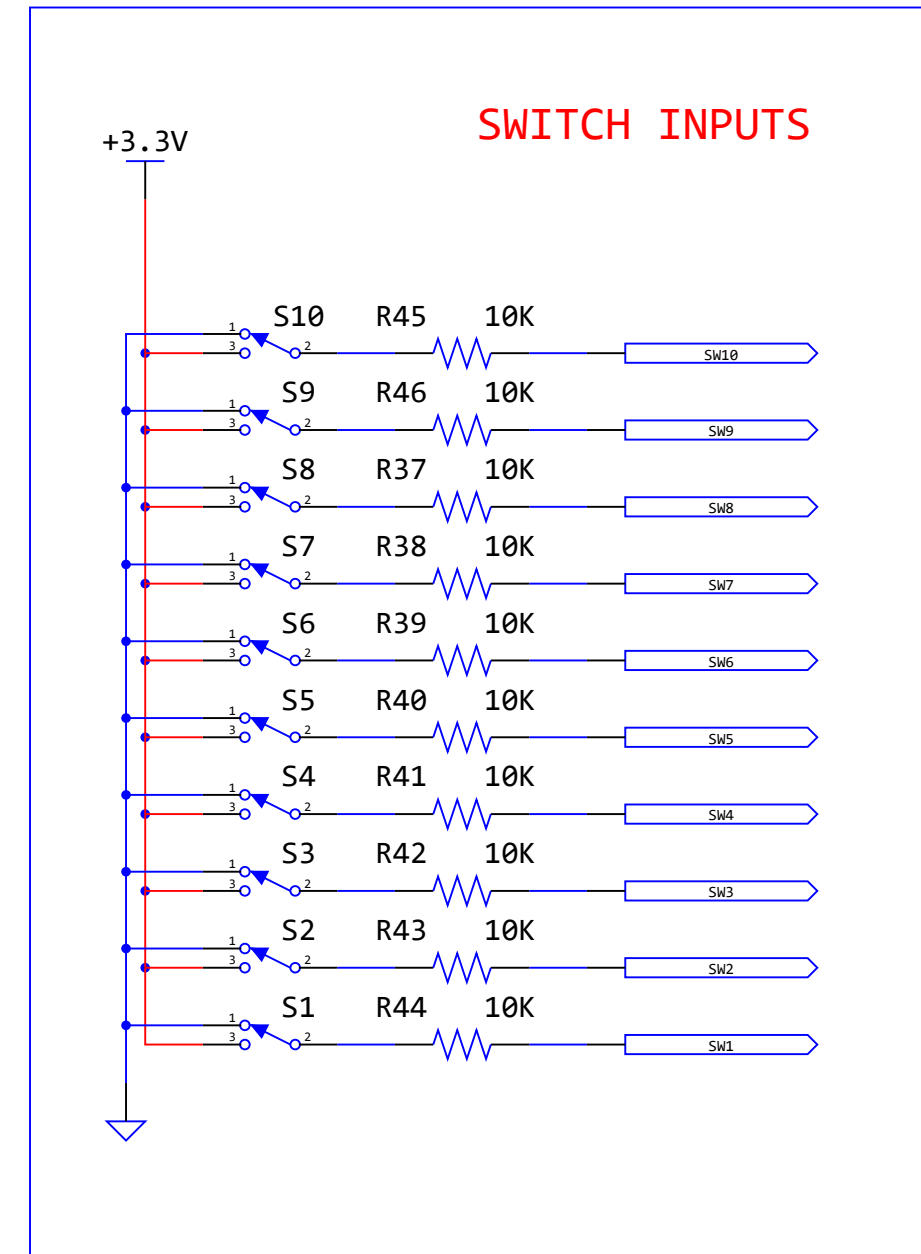 SWITCH INPUTS
+3.3V
S10 R45 10K
1
3 2 SW10
S9 R46 10K
1
3 2 SW9
S8 R37 10K
1
3 2 SW8
S7 R38 10K
1
3 2 SW7
S6 R39 10K
1
3 2 SW6
S5 R40 10K
1
3 2 SW5
S4 R41 10K
1
3 2 SW4
S3 R42 10K
1
3 2 SW3
S2 R43 10K
1
3 2 SW2
S1 R44 10K
1
3 2 SW1